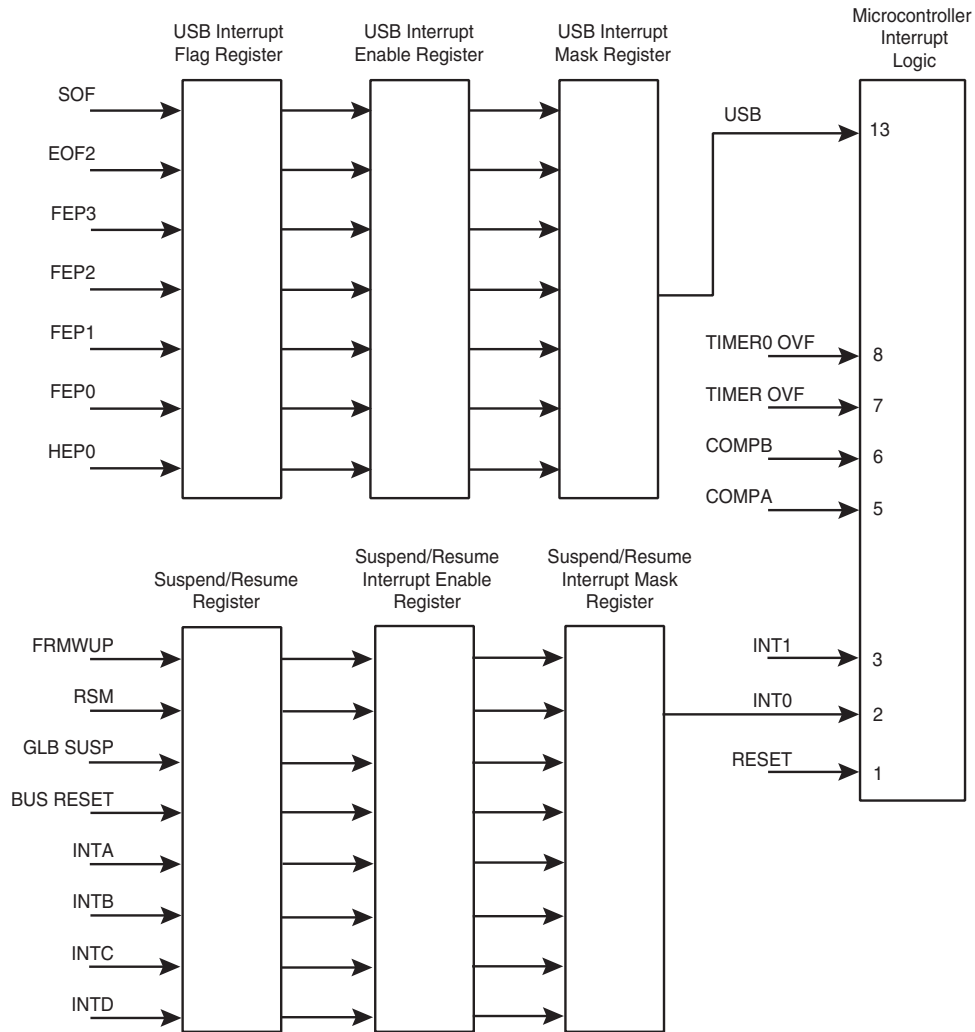 USB Interrupt
Flag Register
USB Interrupt
Enable Register
USB Interrupt
Mask Register
Microcontroller
Interrupt
Logic
SOF
EOF2
FEP3
FEP2
FEP1
FEP0
HEP0
USB
13
TIMER0 OVF
8
TIMER OVF
7
COMPB
6
COMPA
5
Suspend/Resume
Register
Suspend/Resume
Interrupt Enable
Register
Suspend/Resume
Interrupt Mask
Register
FRMWUP
RSM
GLB SUSP
BUS RESET
INTA
INTB
INTC
INTD
INT1
3
INT0
2
RESET
1